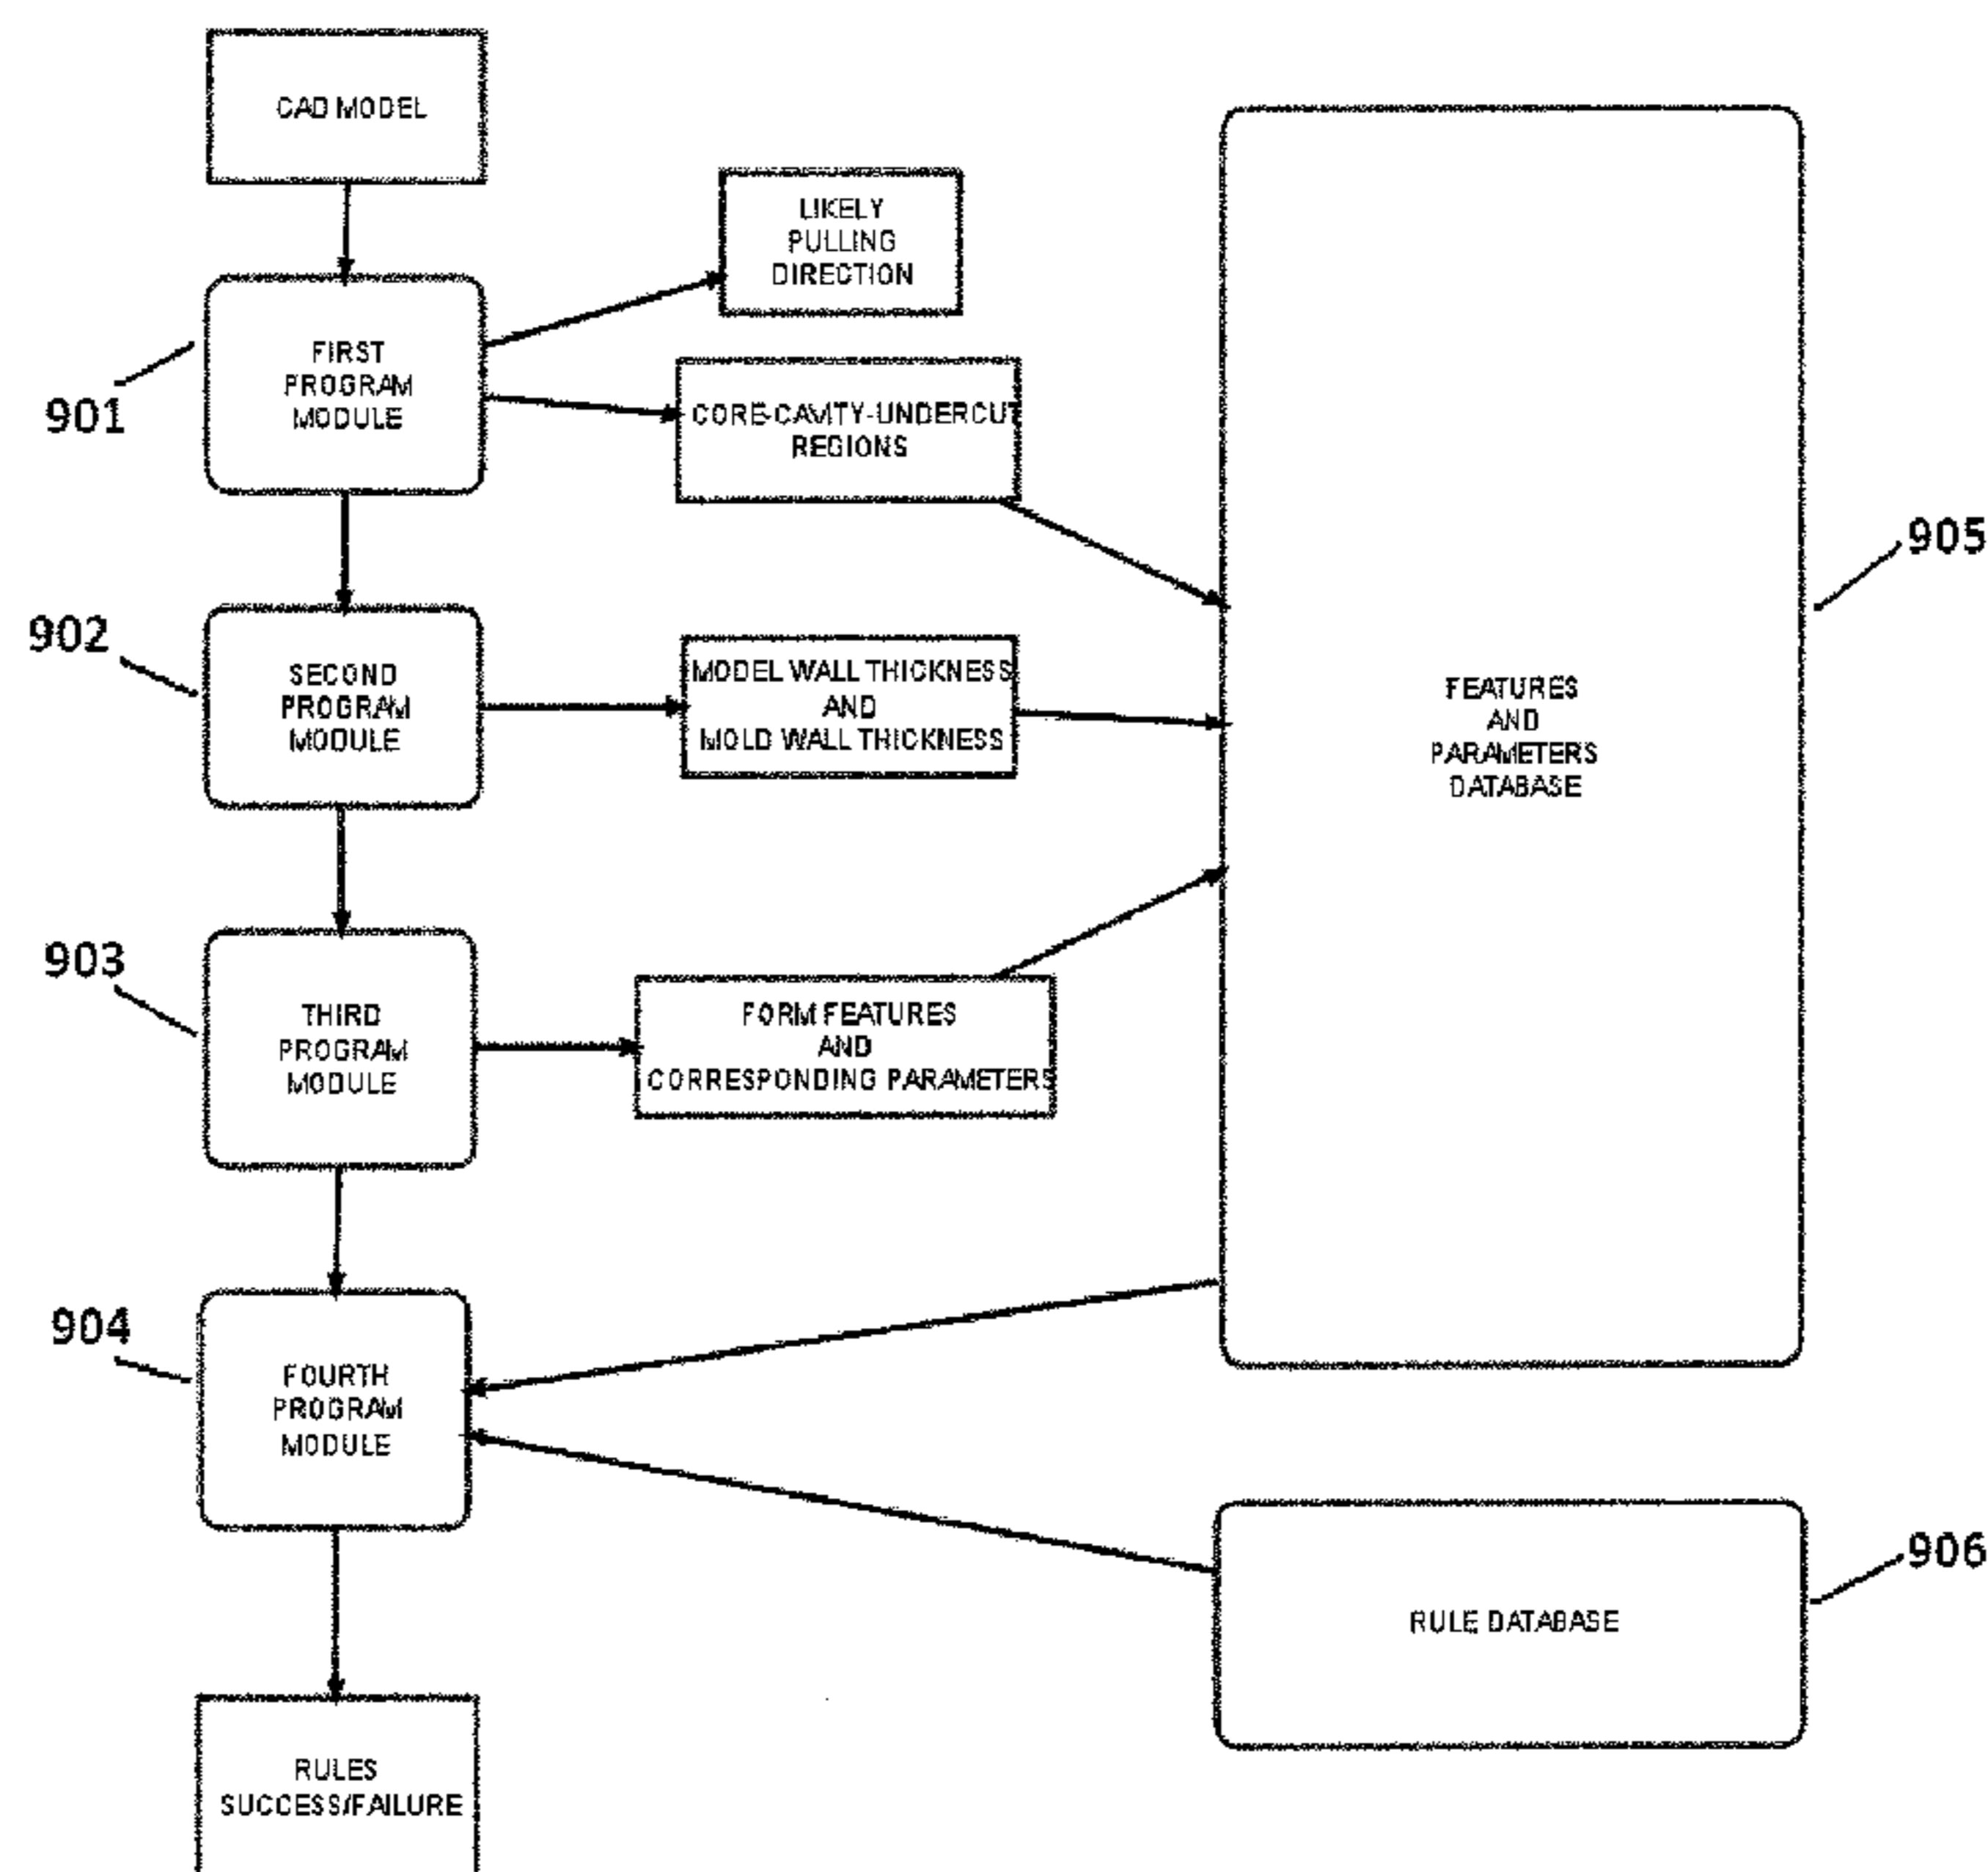 CAD MODEL
LIKELY
PULLING
DIRECTION
FIRST
PROGRAM
MODULE
901
CORE-CAVITY-UNDERCUT
REGIONS
905
902
SECOND
PROGRAM
MODULE
MODEL WALL THICKNESS
AND
MOLD WALL THICKNESS
FEATURES
AND
PARAMETERS
DATABASE
903
THIRD
PROGRAM
MODULE
FORM FEATURES
AND
CORRESPONDING PARAMETERS
904
FOURTH
PROGRAM
MODULE
906
RULE DATABASE
RULES
SUCCESS/FAILURE